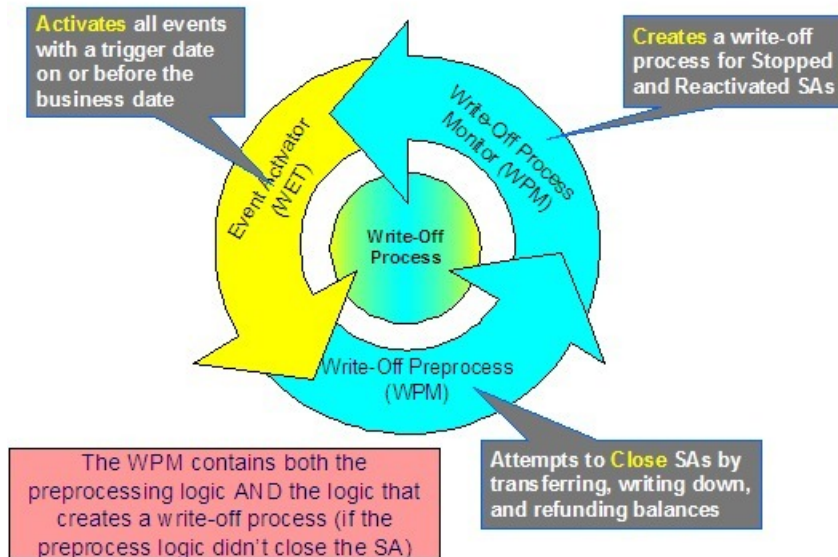 Activates all events
with a trigger date
on or before the
business date
Creates a write-off
process for Stopped
and Reactivated SAs
Write-Off Process
Monitor (WPM)
Event Activator
(WET)
Write-Off
Process
Write-Off Preprocess
(WPM)
Attempts to Close SAs by
transferring, writing down,
and refunding balances
The WPM contains both the
preprocessing logic AND the logic that
creates a write-off process (if the
preprocess logic didn't close the SA)